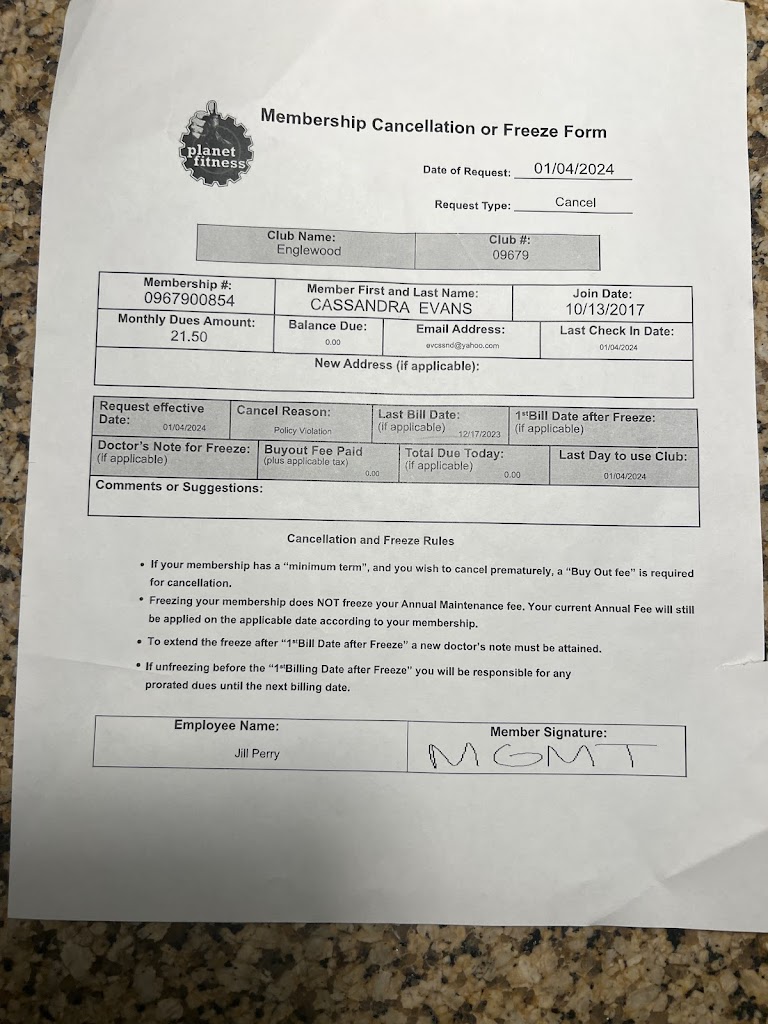 planet
fitness
Membership Cancellation or Freeze Form
Date of Request: 01/04/2024
Request Type: Cancel
Club Name:
Englewood
Club #:
09679
Membership #:
0967900854
Member First and Last Name:
CASSANDRA EVANS
Join Date:
10/13/2017
Monthly Dues Amount:
21.50
Balance Due:
0.00
Email Address:
evcssnd@yahoo.com
Last Check In Date:
01/04/2024
New Address (if applicable):
Request effective
Date: 01/04/2024
Cancel Reason:
Policy Violation
Last Bill Date:
(if applicable) 12/17/2023
1stBill Date after Freeze:
(if applicable)
Doctor's Note for Freeze:
(if applicable)
Buyout Fee Paid
(plus applicable tax)
0.00
Total Due Today:
(if applicable)
0.00
Last Day to use Club:
01/04/2024
Comments or Suggestions:
Cancellation and Freeze Rules
• If your membership has a “minimum term”, and you wish to cancel prematurely, a “Buy Out fee” is required
for cancellation.
• Freezing your membership does NOT freeze your Annual Maintenance fee. Your current Annual Fee will still
be applied on the applicable date according to your membership.
• To extend the freeze after “1stBill Date after Freeze” a new doctor's note must be attained.
• If unfreezing before the “1stBilling Date after Freeze” you will be responsible for any
prorated dues until the next billing date.
Employee Name:
Jill Perry
Member Signature:
MGMT